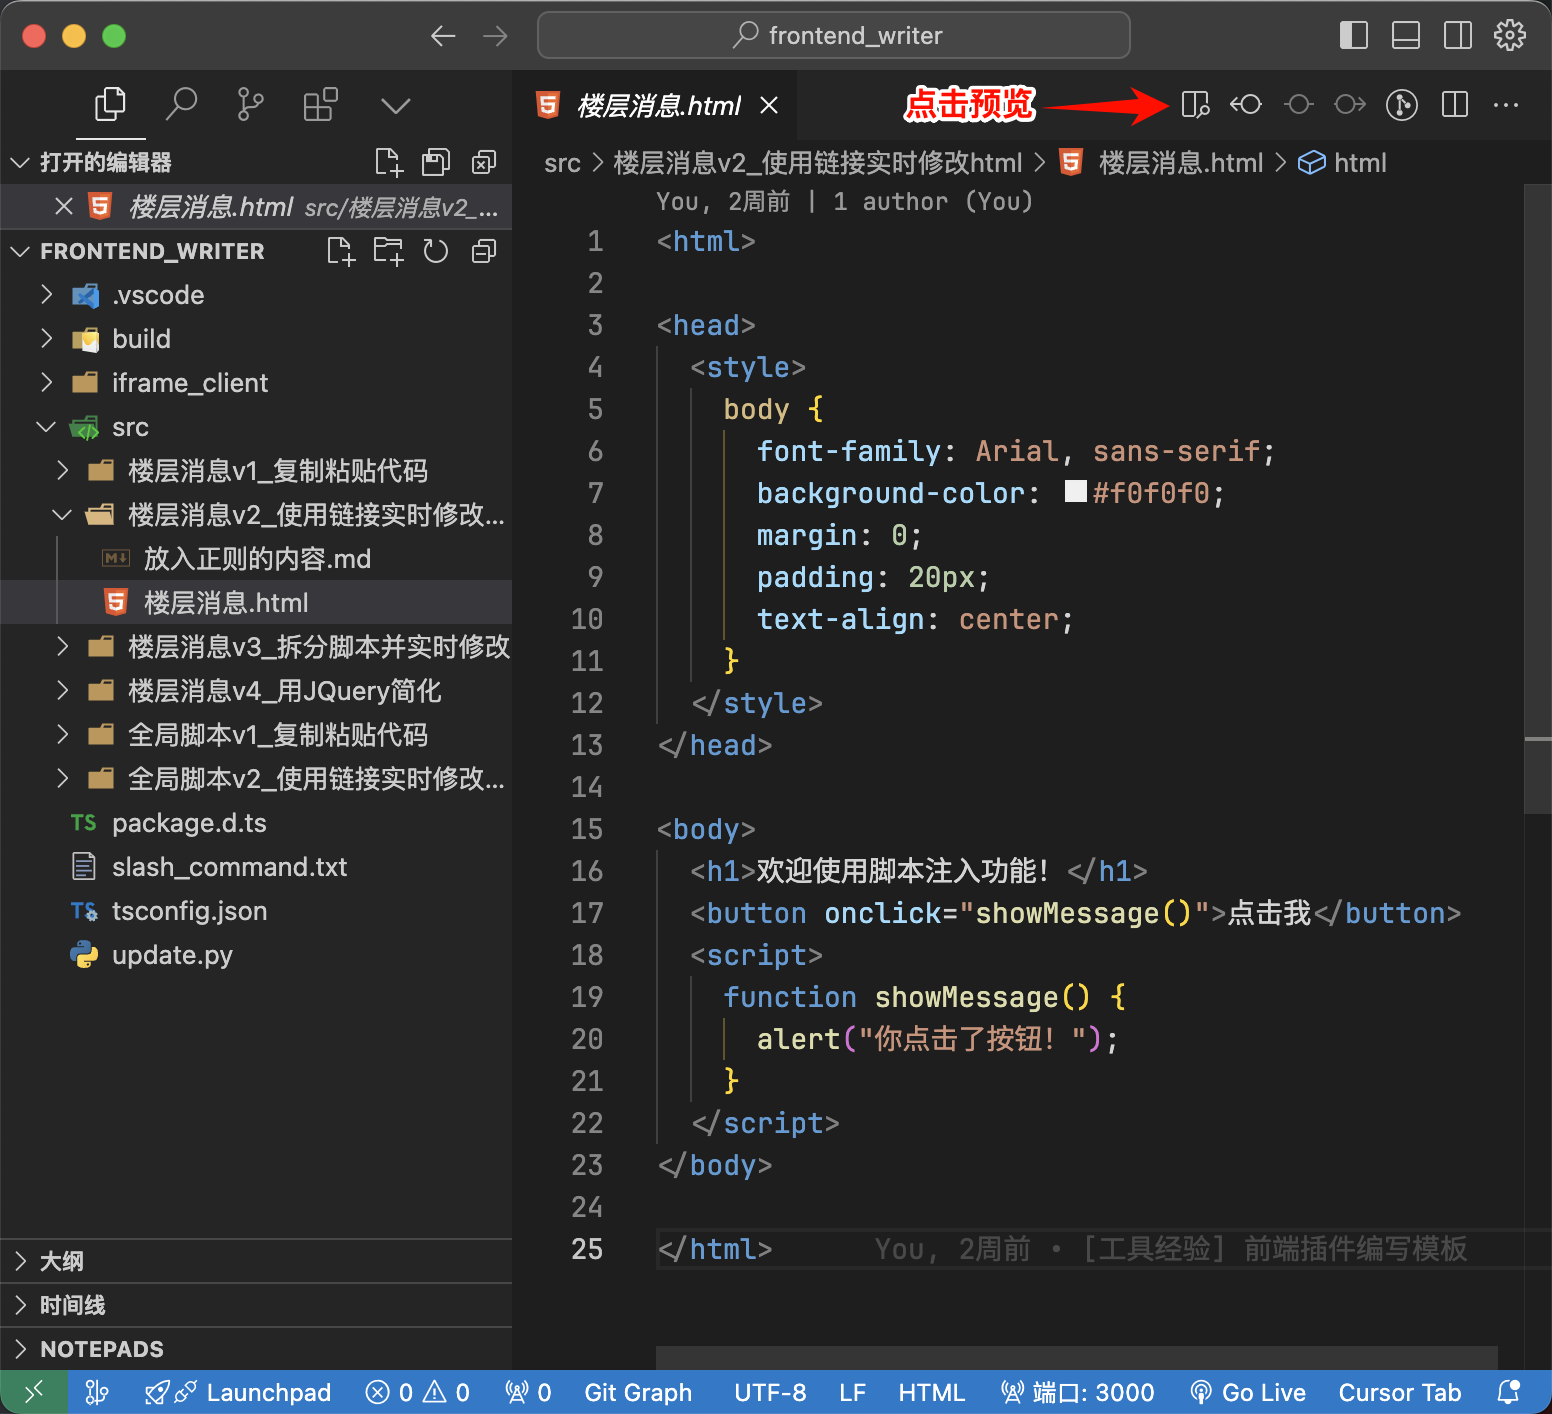 frontend_writer
打开的编辑器
楼层消息.html src/楼层消息v2_...
FRONTEND_WRITER
.vscode
build
iframe_client
src
楼层消息v1_复制粘贴代码
楼层消息v2_使用链接实时修改...
放入正则的内容.md
楼层消息.html
楼层消息v3_拆分脚本并实时修改
楼层消息v4_用JQuery简化
全局脚本v1_复制粘贴代码
全局脚本v2_使用链接实时修改...
TS package.d.ts
slash_command.txt
TS tsconfig.json
update.py
大纲
时间线
NOTEPADS
楼层消息.html
点击预览
src > 楼层消息v2_使用链接实时修改html > 楼层消息.html > html
You, 2周前 | 1 author (You)
1 <html>
2
3 <head>
4 <style>
5 body {
6 font-family: Arial, sans-serif;
7 background-color: #f0f0f0;
8 margin: 0;
9 padding: 20px;
10 text-align: center;
11 }
12 </style>
13 </head>
14
15 <body>
16 <h1>欢迎使用脚本注入功能！</h1>
17 <button onclick="showMessage()">点击我</button>
18 <script>
19 function showMessage() {
20 alert("你点击了按钮！");
21 }
22 </script>
23 </body>
24
25 </html> You, 2周前 • [工具经验] 前端插件编写模板
Launchpad 0 0 0 Git Graph UTF-8 LF HTML 端口: 3000 Go Live Cursor Tab